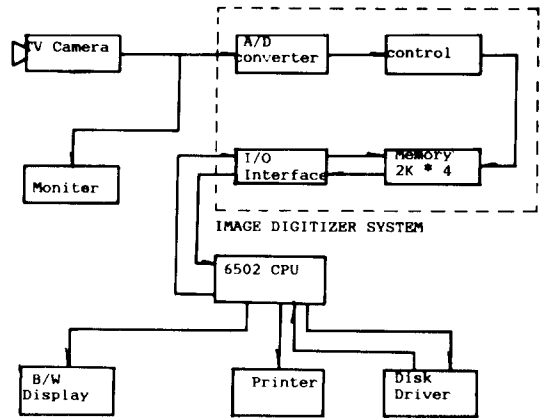 TV Camera
A/D
converter
control
Moniter
I/O
Interface
Memory
2K * 4
IMAGE DIGITIZER SYSTEM
6502 CPU
B/W
Display
Printer
Disk
Driver